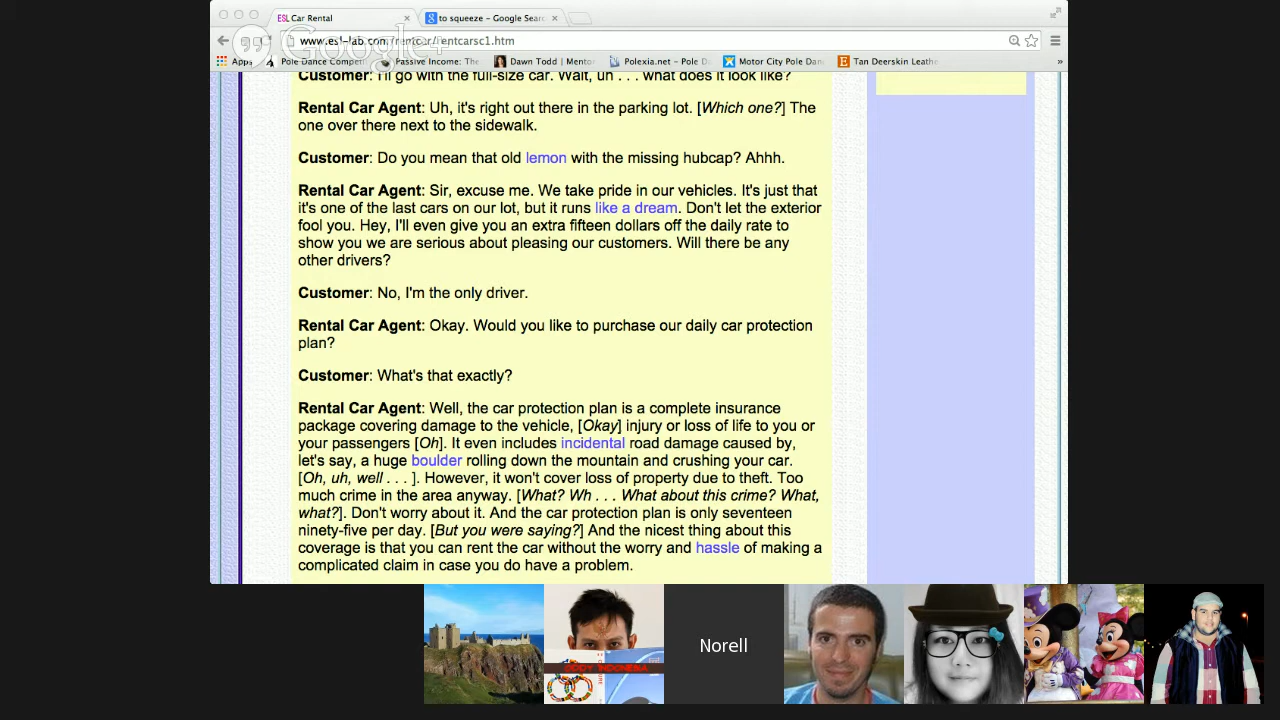 ESL Car Rental
to squeeze - Google Searc
Google+
www.esl-lab.com/rentcar/rentcarsc1.htm
Apps
Pole Dance Competi
Passive Income: The
Dawn Todd | Mentor
Polexia.net - Pole D
Motor City Pole Dan
Tan Deerskin Leathe
»
Customer: I'll go with the full-size car. Wait, uh . . . what does it look like?
Rental Car Agent: Uh, it's right out there in the parking lot. [Which one?] The
one over there next to the sidewalk.
Customer: Do you mean that old lemon with the missing hubcap? Ahhh.
Rental Car Agent: Sir, excuse me. We take pride in our vehicles. It's just that
it's one of the last cars on our lot, but it runs like a dream. Don't let the exterior
fool you. Hey, I'll even give you an extra fifteen dollars off the daily rate to
show you we are serious about pleasing our customers. Will there be any
other drivers?
Customer: No, I'm the only driver.
Rental Car Agent: Okay. Would you like to purchase our daily car protection
plan?
Customer: What's that exactly?
Rental Car Agent: Well, the car protection plan is a complete insurance
package covering damage to the vehicle, [Okay] injury or loss of life to you or
your passengers [Oh]. It even includes incidental road damage caused by,
let's say, a huge boulder rolling down the mountain and crushing your car.
[Oh, uh, well . . . ]. However, it won't cover loss of property due to theft. Too
much crime in the area anyway. [What? Wh . . . What about this crime? What,
what?]. Don't worry about it. And the car protection plan is only seventeen
ninety-five per day. [But you were saying?] And the nicest thing about this
coverage is that you can rent the car without the worry and hassle of making a
complicated claim in case you do have a problem.
Norell
ODDY INDONESIA